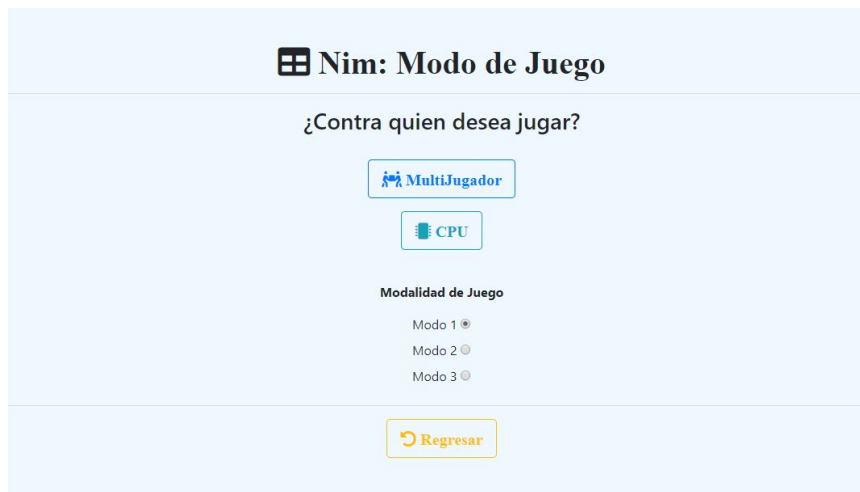 Nim: Modo de Juego
¿Contra quien desea jugar?
MultiJugador
CPU
Modalidad de Juego
Modo 1
Modo 2
Modo 3
Regresar